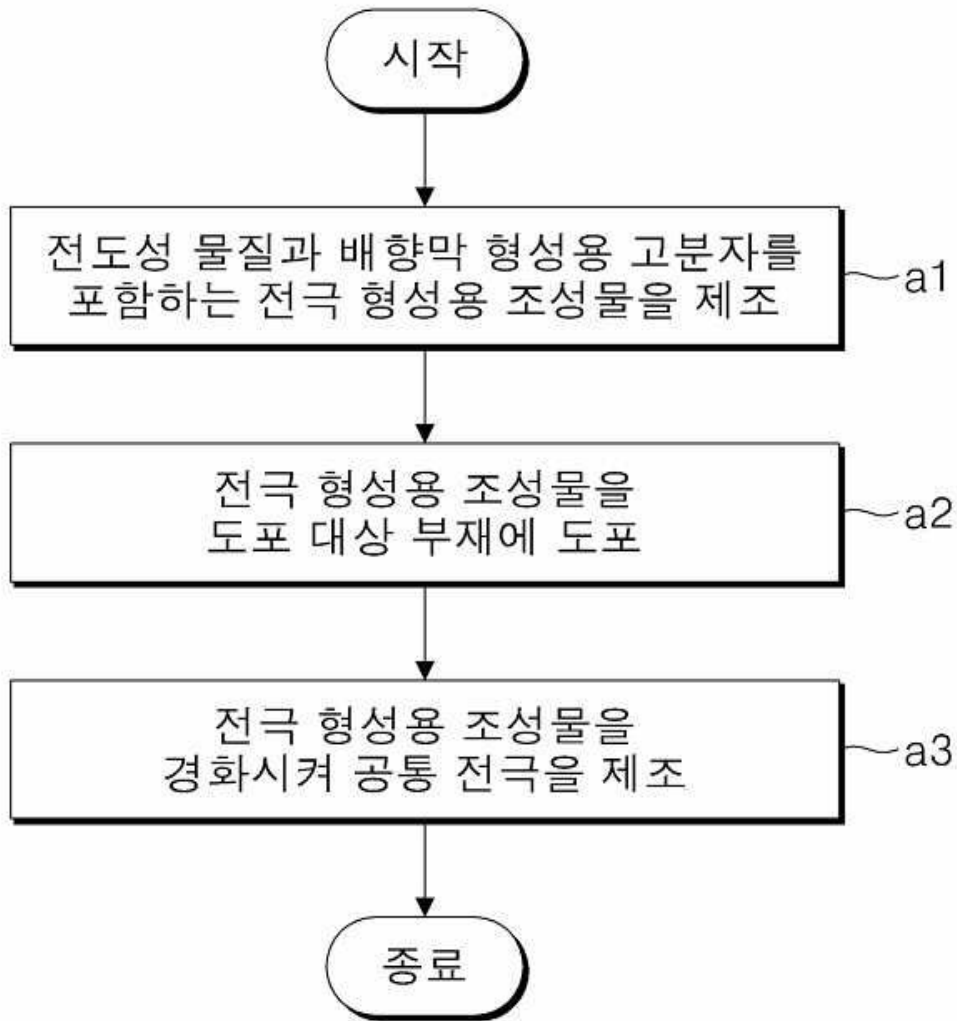 시작
전도성 물질과 배향막 형성용 고분자를
포함하는 전극 형성용 조성물을 제조
a1
전극 형성용 조성물을
도포 대상 부재에 도포
a2
전극 형성용 조성물을
경화시켜 공통 전극을 제조
a3
종료